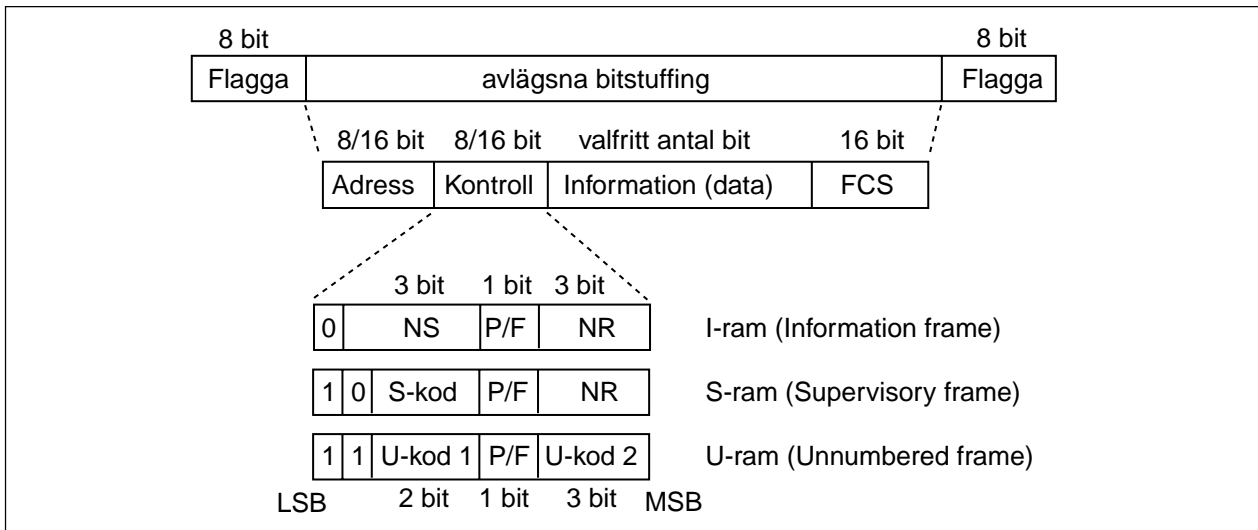 8 bit 8 bit
Flagga avlägsna bitstuffing Flagga
8/16 bit 8/16 bit valfritt antal bit 16 bit
Adress Kontroll Information (data) FCS
3 bit 1 bit 3 bit
0 NS P/F NR I-ram (Information frame)
1 0 S-kod P/F NR S-ram (Supervisory frame)
1 1 U-kod 1 P/F U-kod 2 U-ram (Unnumbered frame)
LSB 2 bit 1 bit 3 bit MSB